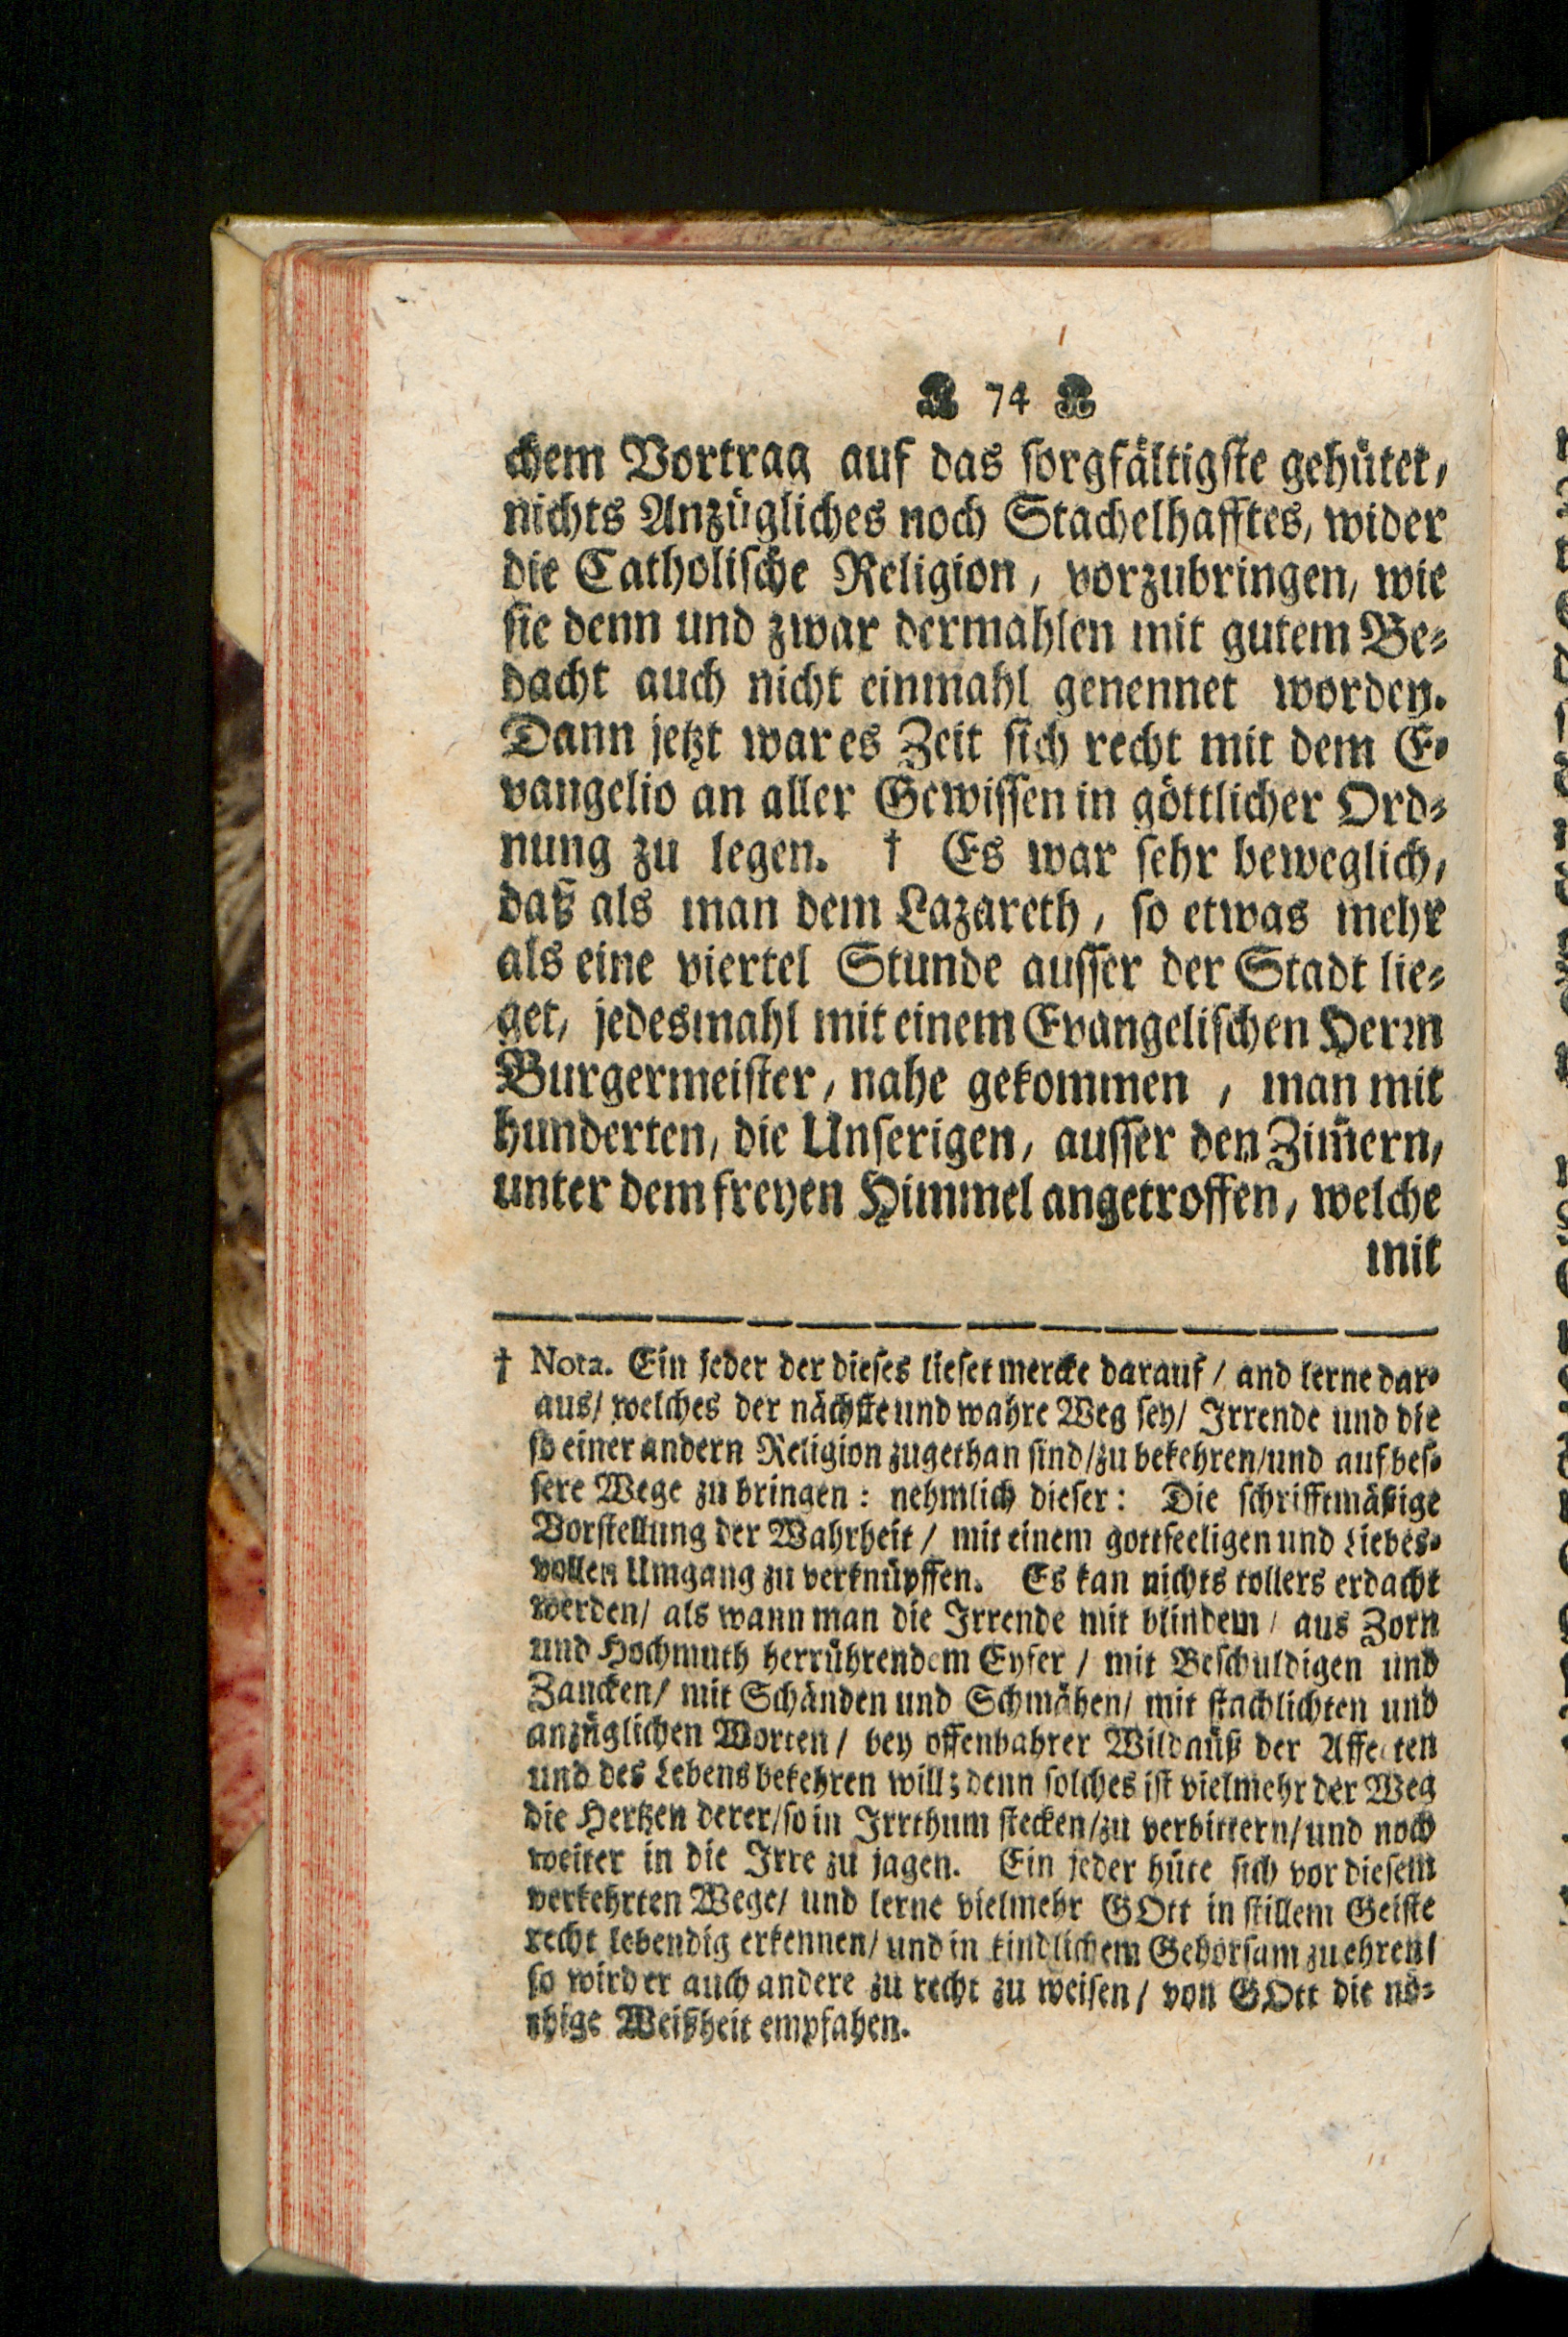 74
chem Vortrag auf das ſorgfältigſte gehütet,
nichts Anzügliches noch Stachelhafftes, wider
die Catholiſche Religion, vorzubringen, wie
ſie denn und zwar dermahlen mit gutem Be-
dacht auch nicht einmahl genennet worden.
Dann jetzt war es Zeit ſich recht mit dem E-
vangelio an aller Gewiſſen in göttlicher Ord-
nung zu legen. † Es war ſehr beweglich,
daß als man dem Lazareth, ſo etwas mehr
als eine viertel Stunde auſſer der Stadt lie-
get, jedesmahl mit einem Evangeliſchen Herꝛn
Burgermeiſter, nahe gekommen, man mit
hunderten, die Unſerigen, auſſer den Zim̃ern,
unter dem freyen Himmel angetroffen, welche
mit
† Nota. Ein jeder der dieſes lieſet mercke darauf / and lerne dar-
aus / welches der nächſte und wahre Weg ſey / Irrende und die
ſo einer andern Religion zugethan ſind / zu bekehren / und auf beſ-
ſere Wege zu bringen: nehmlich dieſer: Die ſchrifftmäßige
Vorſtellung der Wahrheit / mit einem gottſeeligen und Liebes-
vollen Umgang zu verknüpffen. Es kan nichts tollers erdacht
werden / als wann man die Irrende mit blindem / aus Zorn
und Hochmuth herrührendem Eyfer / mit Beſchuldigen und
Zancken / mit Schänden und Schmähen / mit ſtachlichten und
anzüglichen Worten / bey offenbahrer Wildnüß der Affecten
und des Lebens bekehren will; denn ſolches iſt vielmehr der Weg
die Hertzen derer / ſo in Irrthum ſtecken / zu verbittern / und noch
weiter in die Irre zu jagen. Ein jeder hüte ſich vor dieſem
verkehrten Wege / und lerne vielmehr GOtt in ſtillem Geiſte
recht lebendig erkennen / und in kindlichem Gehorſam zu ehren /
ſo wird er auch andere zu recht zu weiſen / von GOtt die nö-
thige Weißheit empfahen.